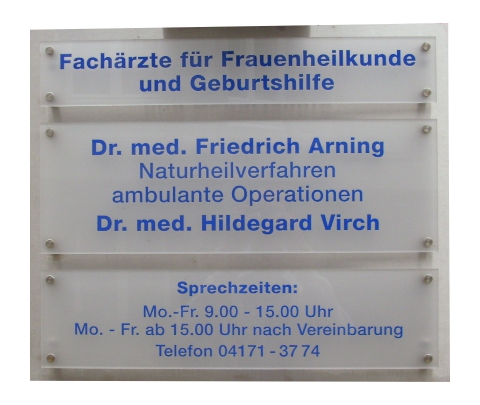 Fachärzte für Frauenheilkunde
und Geburtshilfe
Dr. med. Friedrich Arning
Naturheilverfahren
ambulante Operationen
Dr. med. Hildegard Virch
Sprechzeiten:
Mo.-Fr. 9.00 - 15.00 Uhr
Mo. - Fr. ab 15.00 Uhr nach Vereinbarung
Telefon 04171 - 37 74